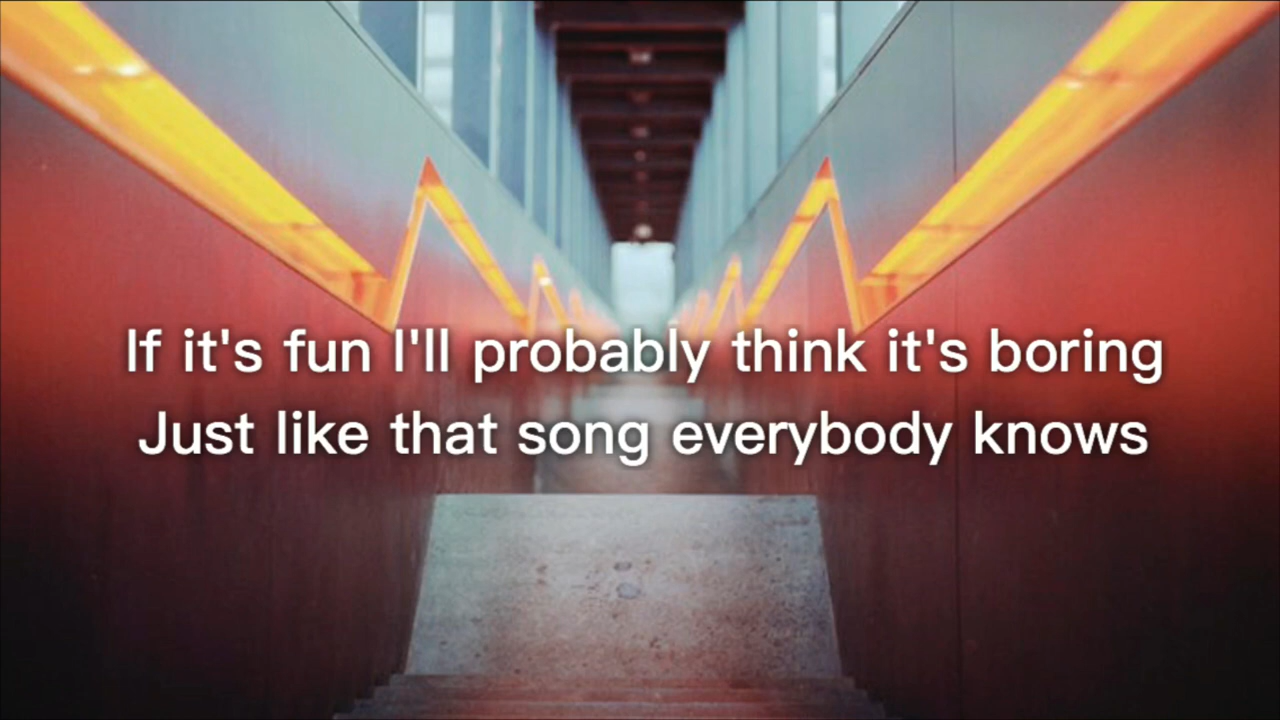 If it's fun I'll probably think it's boring
Just like that song everybody knows